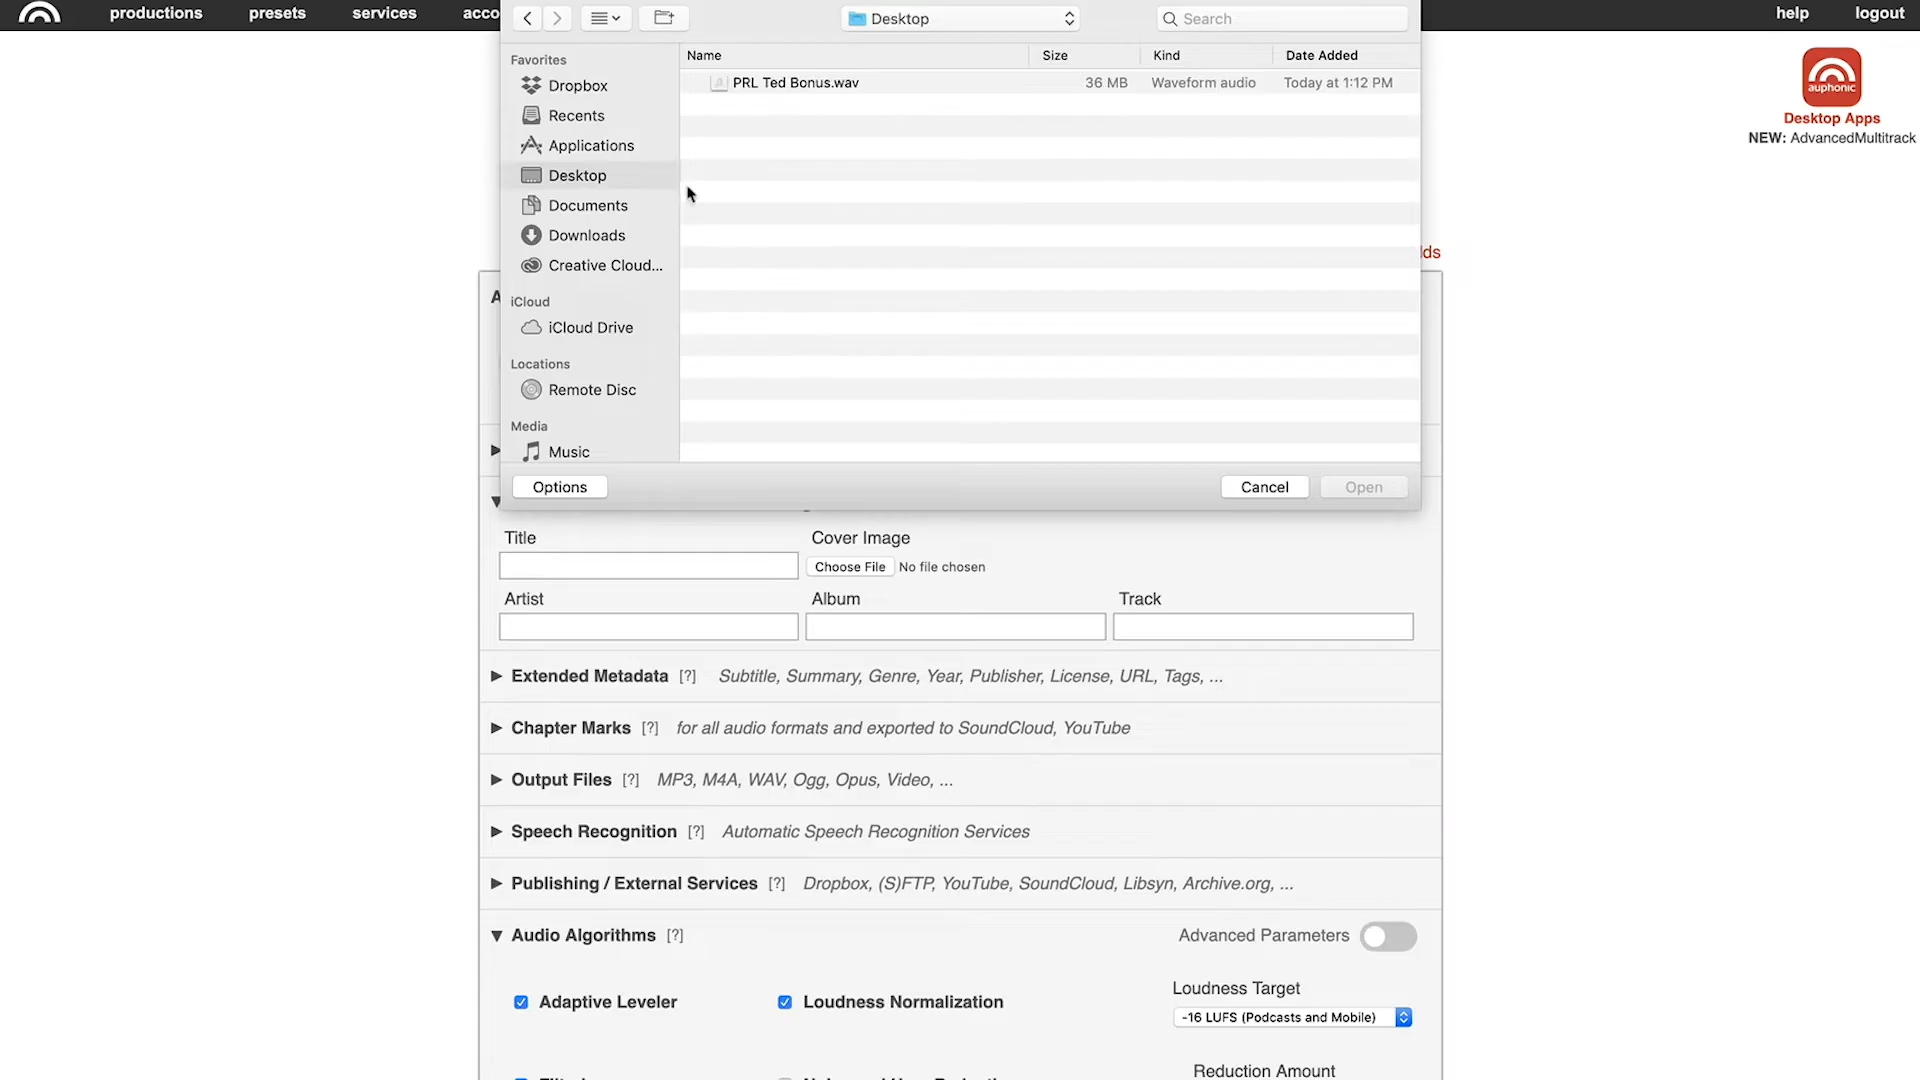 productions presets services acco help logout
Desktop Search
Favorites
Name Size Kind Date Added
PRL Ted Bonus.wav 36 MB Waveform audio Today at 1:12 PM
Dropbox
Recents
Applications
Desktop
Documents
Downloads
Creative Cloud...
iCloud
iCloud Drive
Locations
Remote Disc
Media
Music
Options Cancel Open
auphonic
Desktop Apps
NEW: AdvancedMultitrack
lds
A
Title Cover Image
Choose File No file chosen
Artist Album Track
Extended Metadata [?] Subtitle, Summary, Genre, Year, Publisher, License, URL, Tags, ...
Chapter Marks [?] for all audio formats and exported to SoundCloud, YouTube
Output Files [?] MP3, M4A, WAV, Ogg, Opus, Video, ...
Speech Recognition [?] Automatic Speech Recognition Services
Publishing / External Services [?] Dropbox, (S)FTP, YouTube, SoundCloud, Libsyn, Archive.org, ...
Audio Algorithms [?] Advanced Parameters
Adaptive Leveler Loudness Normalization
Loudness Target
-16 LUFS (Podcasts and Mobile)
Reduction Amount